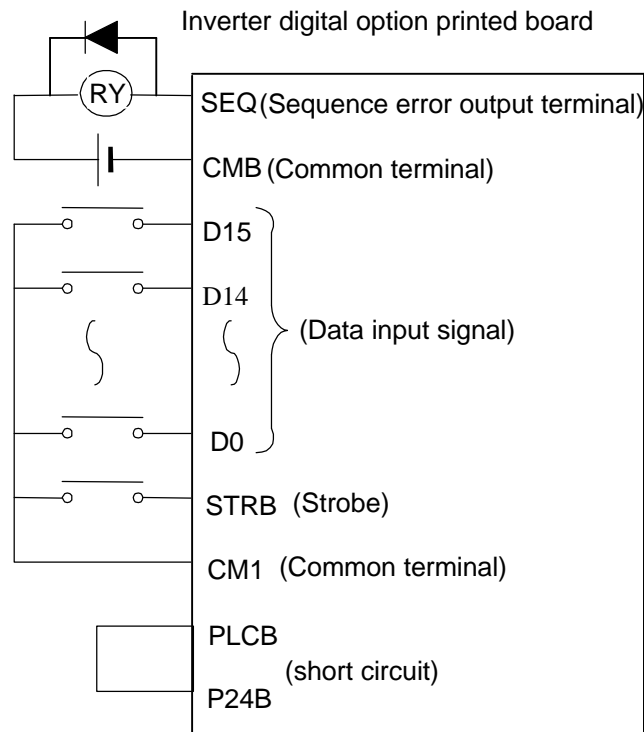 Inverter digital option printed board
RY
SEQ (Sequence error output terminal)
CMB (Common terminal)
D15
D14
(Data input signal)
D0
STRB (Strobe)
CM1 (Common terminal)
PLCB
(short circuit)
P24B